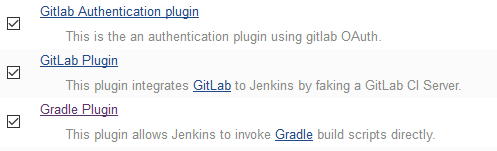 Gitlab Authentication plugin
This is the an authentication plugin using gitlab OAuth.
GitLab Plugin
This plugin integrates GitLab to Jenkins by faking a GitLab CI Server.
Gradle Plugin
This plugin allows Jenkins to invoke Gradle build scripts directly.